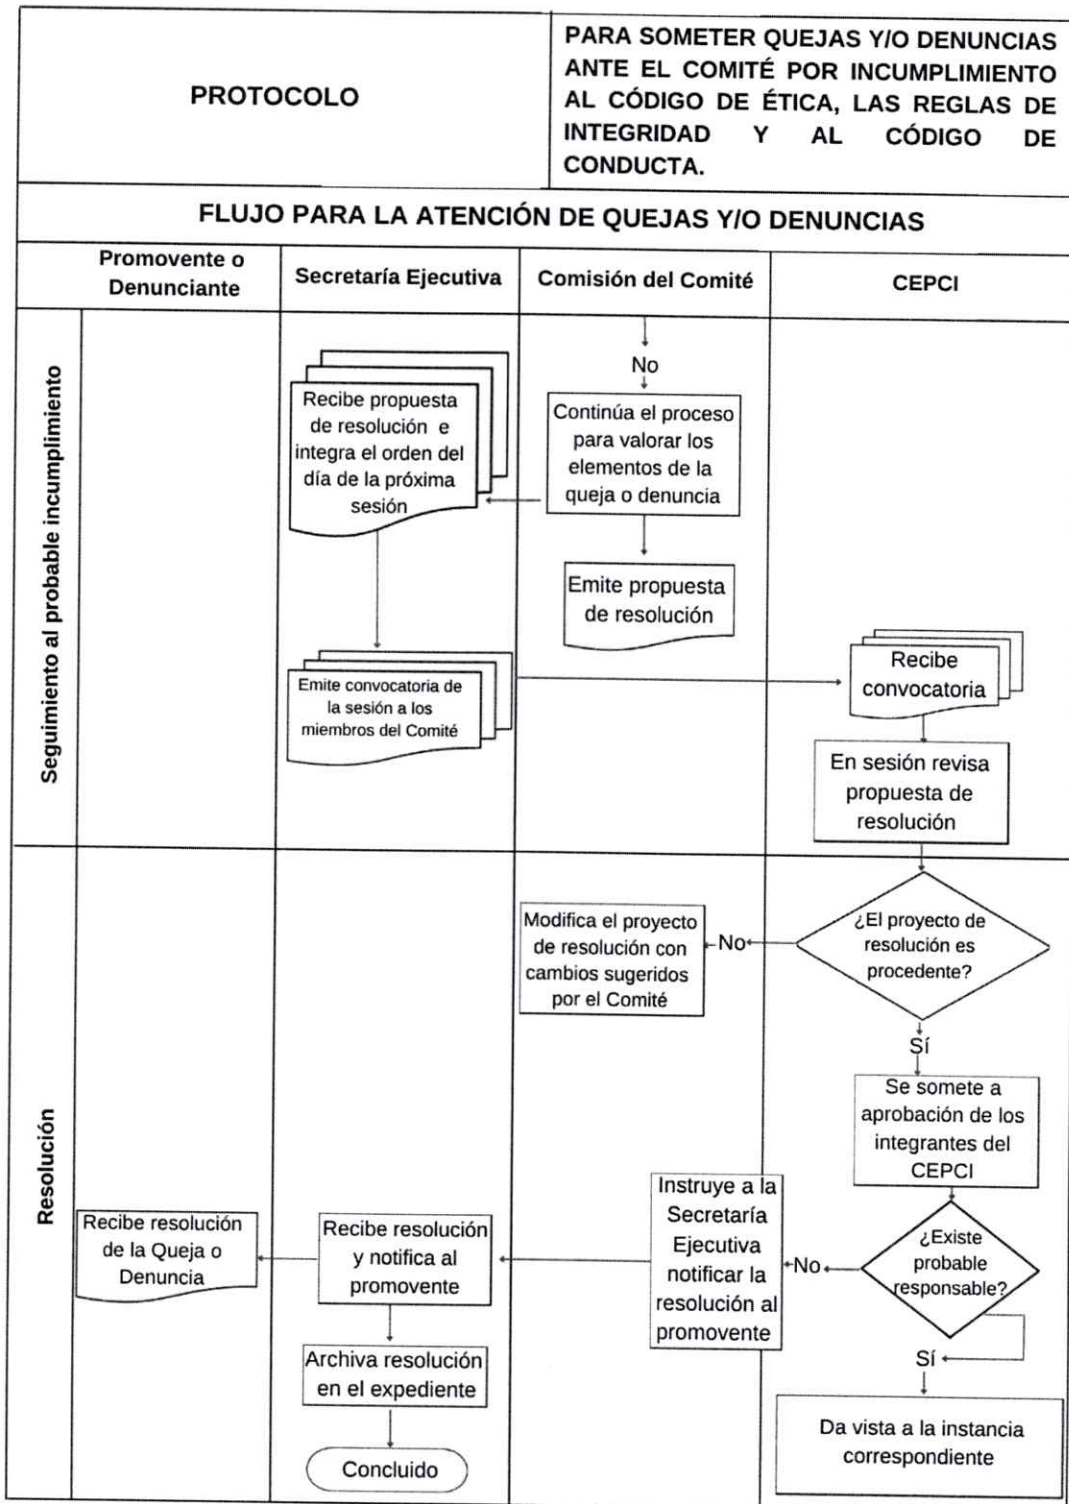 PROTOCOLO
PARA SOMETER QUEJAS Y/O DENUNCIAS
ANTE EL COMITÉ POR INCUMPLIMIENTO
AL CÓDIGO DE ÉTICA, LAS REGLAS DE
INTEGRIDAD Y AL CÓDIGO DE
CONDUCTA.
FLUJO PARA LA ATENCIÓN DE QUEJAS Y/O DENUNCIAS
Promovente o
Denunciante
Secretaría Ejecutiva
Comisión del Comité
CEPCI
Seguimiento al probable incumplimiento
No
Continúa el proceso
para valorar los
elementos de la
queja o denuncia
Recibe propuesta
de resolución e
integra el orden del
día de la próxima
sesión
Emite propuesta
de resolución
Emite convocatoria de
la sesión a los
miembros del Comité
Recibe
convocatoria
En sesión revisa
propuesta de
resolución
Resolución
¿El proyecto de
resolución es
procedente?
No
Modifica el proyecto
de resolución con
cambios sugeridos
por el Comité
Sí
Se somete a
aprobación de los
integrantes del
CEPCI
¿Existe
probable
responsable?
No
Instruye a la
Secretaría
Ejecutiva
notificar la
resolución al
promovente
Recibe resolución
y notifica al
promovente
Recibe resolución
de la Queja o
Denuncia
Archiva resolución
en el expediente
Concluido
Sí
Da vista a la instancia
correspondiente